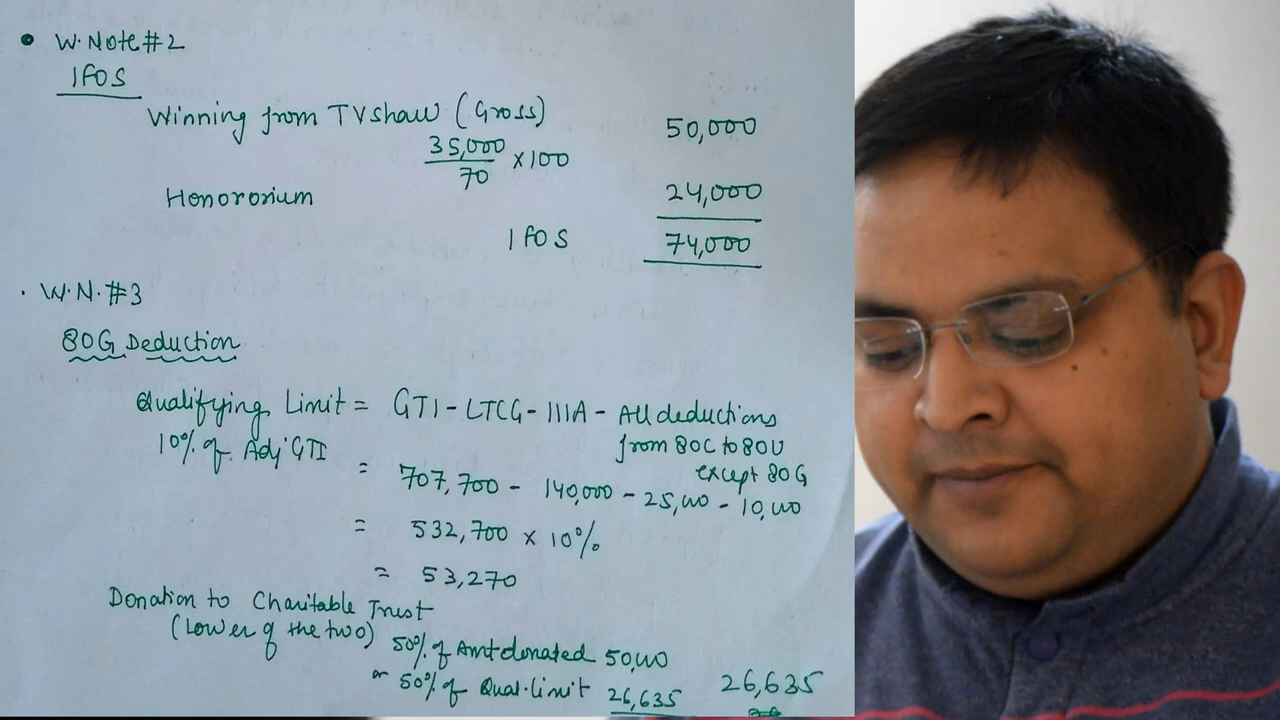 • W.Note#2
IFOS
Winning from TV Show (Gross) 50,000
35,000/70 × 100
Honororium 24,000
IFOS 74,000
· W.N.#3
80G Deduction
Qualifying Limit = GTI - LTCG - 111A - All deductions
10% of Adj GTI from 80C to 80U
except 80G
= 707,700 - 140,000 - 25,000 - 10,000
= 532,700 × 10%
= 53,270
Donation to Charitable Trust
(Lower of the two)
50% of Amt donated 50,000
or 50% of Qual. limit 26,635 26,635